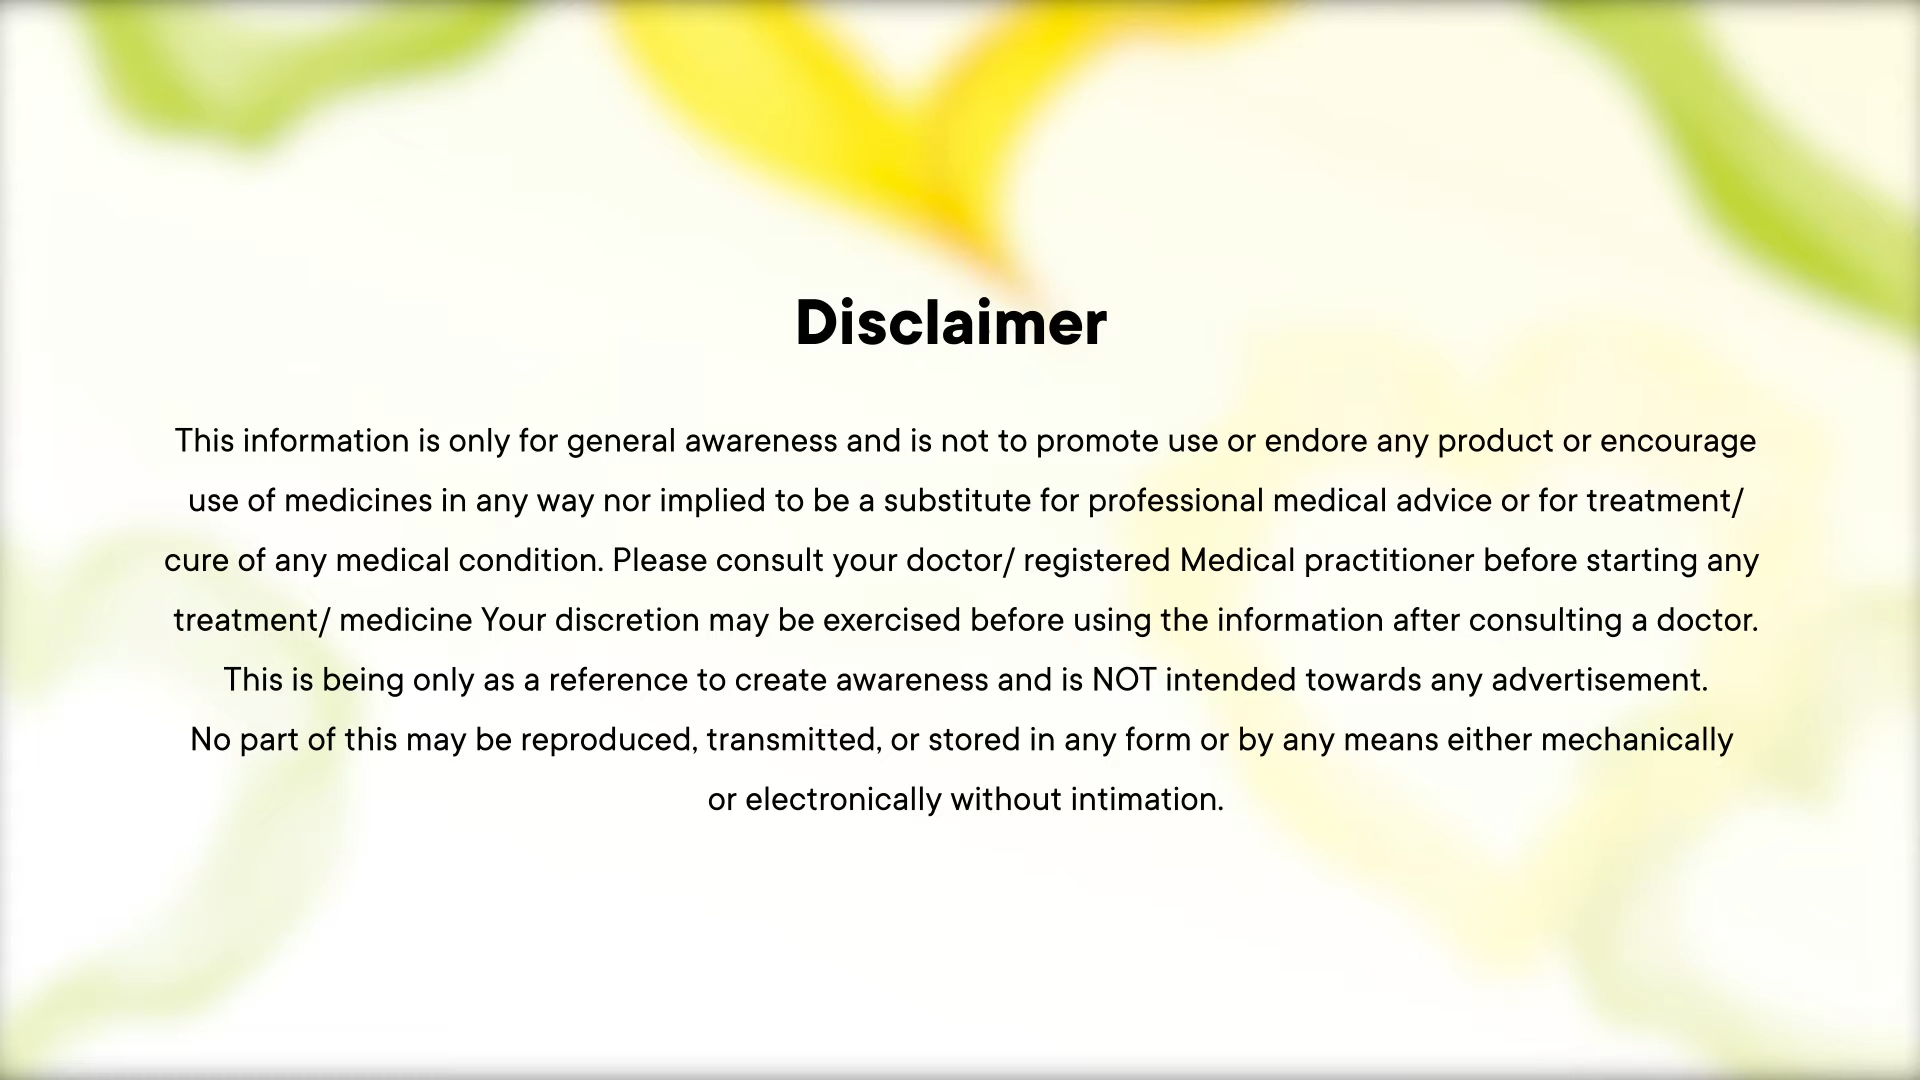 Disclaimer
This information is only for general awareness and is not to promote use or endore any product or encourage
use of medicines in any way nor implied to be a substitute for professional medical advice or for treatment/
cure of any medical condition. Please consult your doctor/ registered Medical practitioner before starting any
treatment/ medicine Your discretion may be exercised before using the information after consulting a doctor.
This is being only as a reference to create awareness and is NOT intended towards any advertisement.
No part of this may be reproduced, transmitted, or stored in any form or by any means either mechanically
or electronically without intimation.